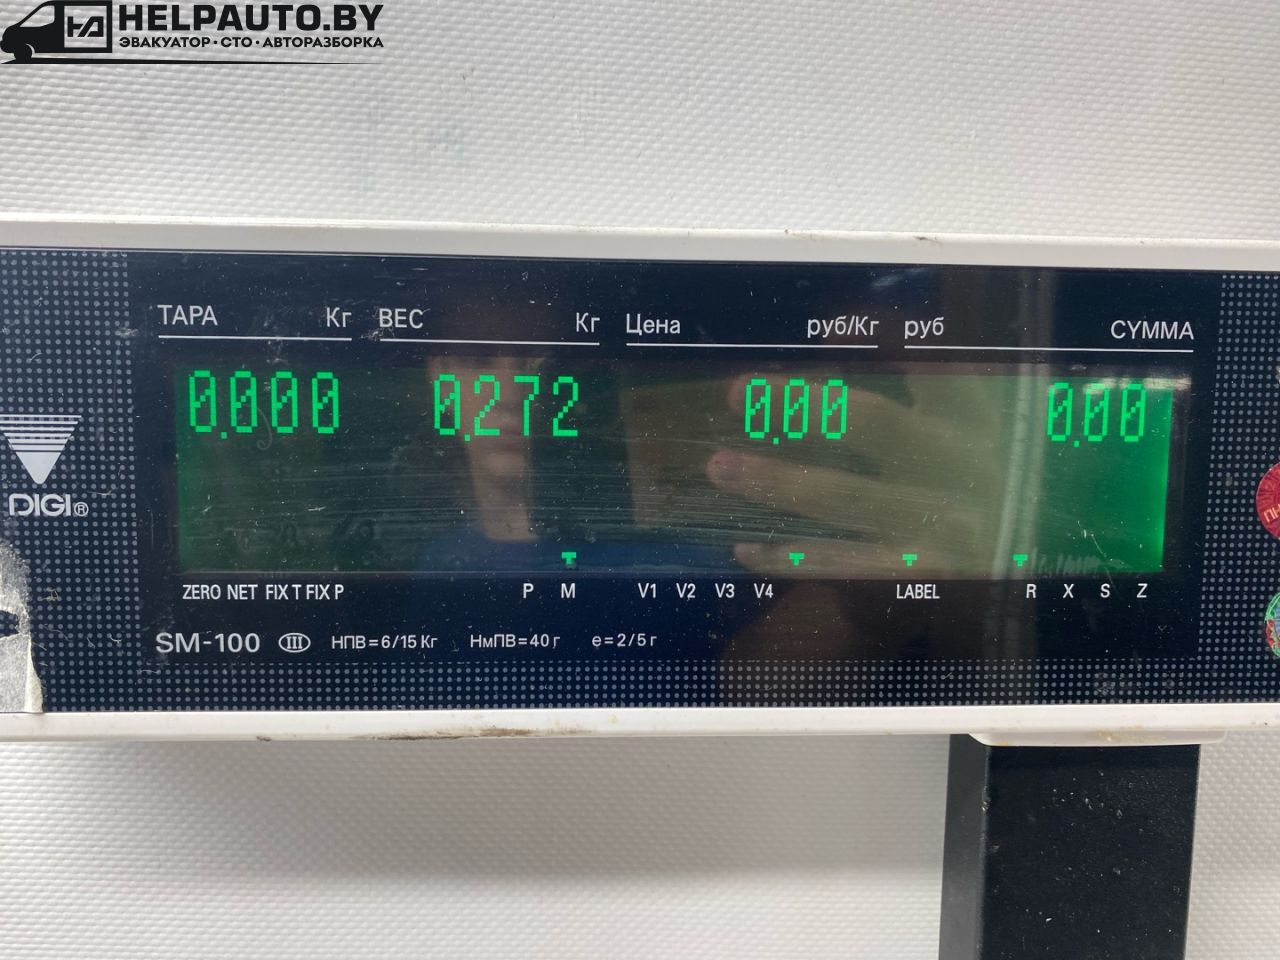 HELPAUTO.BY
ЭВАКУАТОР·СТО·АВТОРАЗБОРКА
ТАРА Кг ВЕС Кг Цена руб/Кг руб СУММА
0.000 0.272 0.00 0.00
DIGI®
ZERO NET FIX T FIX P P M V1 V2 V3 V4 LABEL R X S Z
SM-100 III НПВ=6/15 Кг НмПВ=40 г e=2/5 г